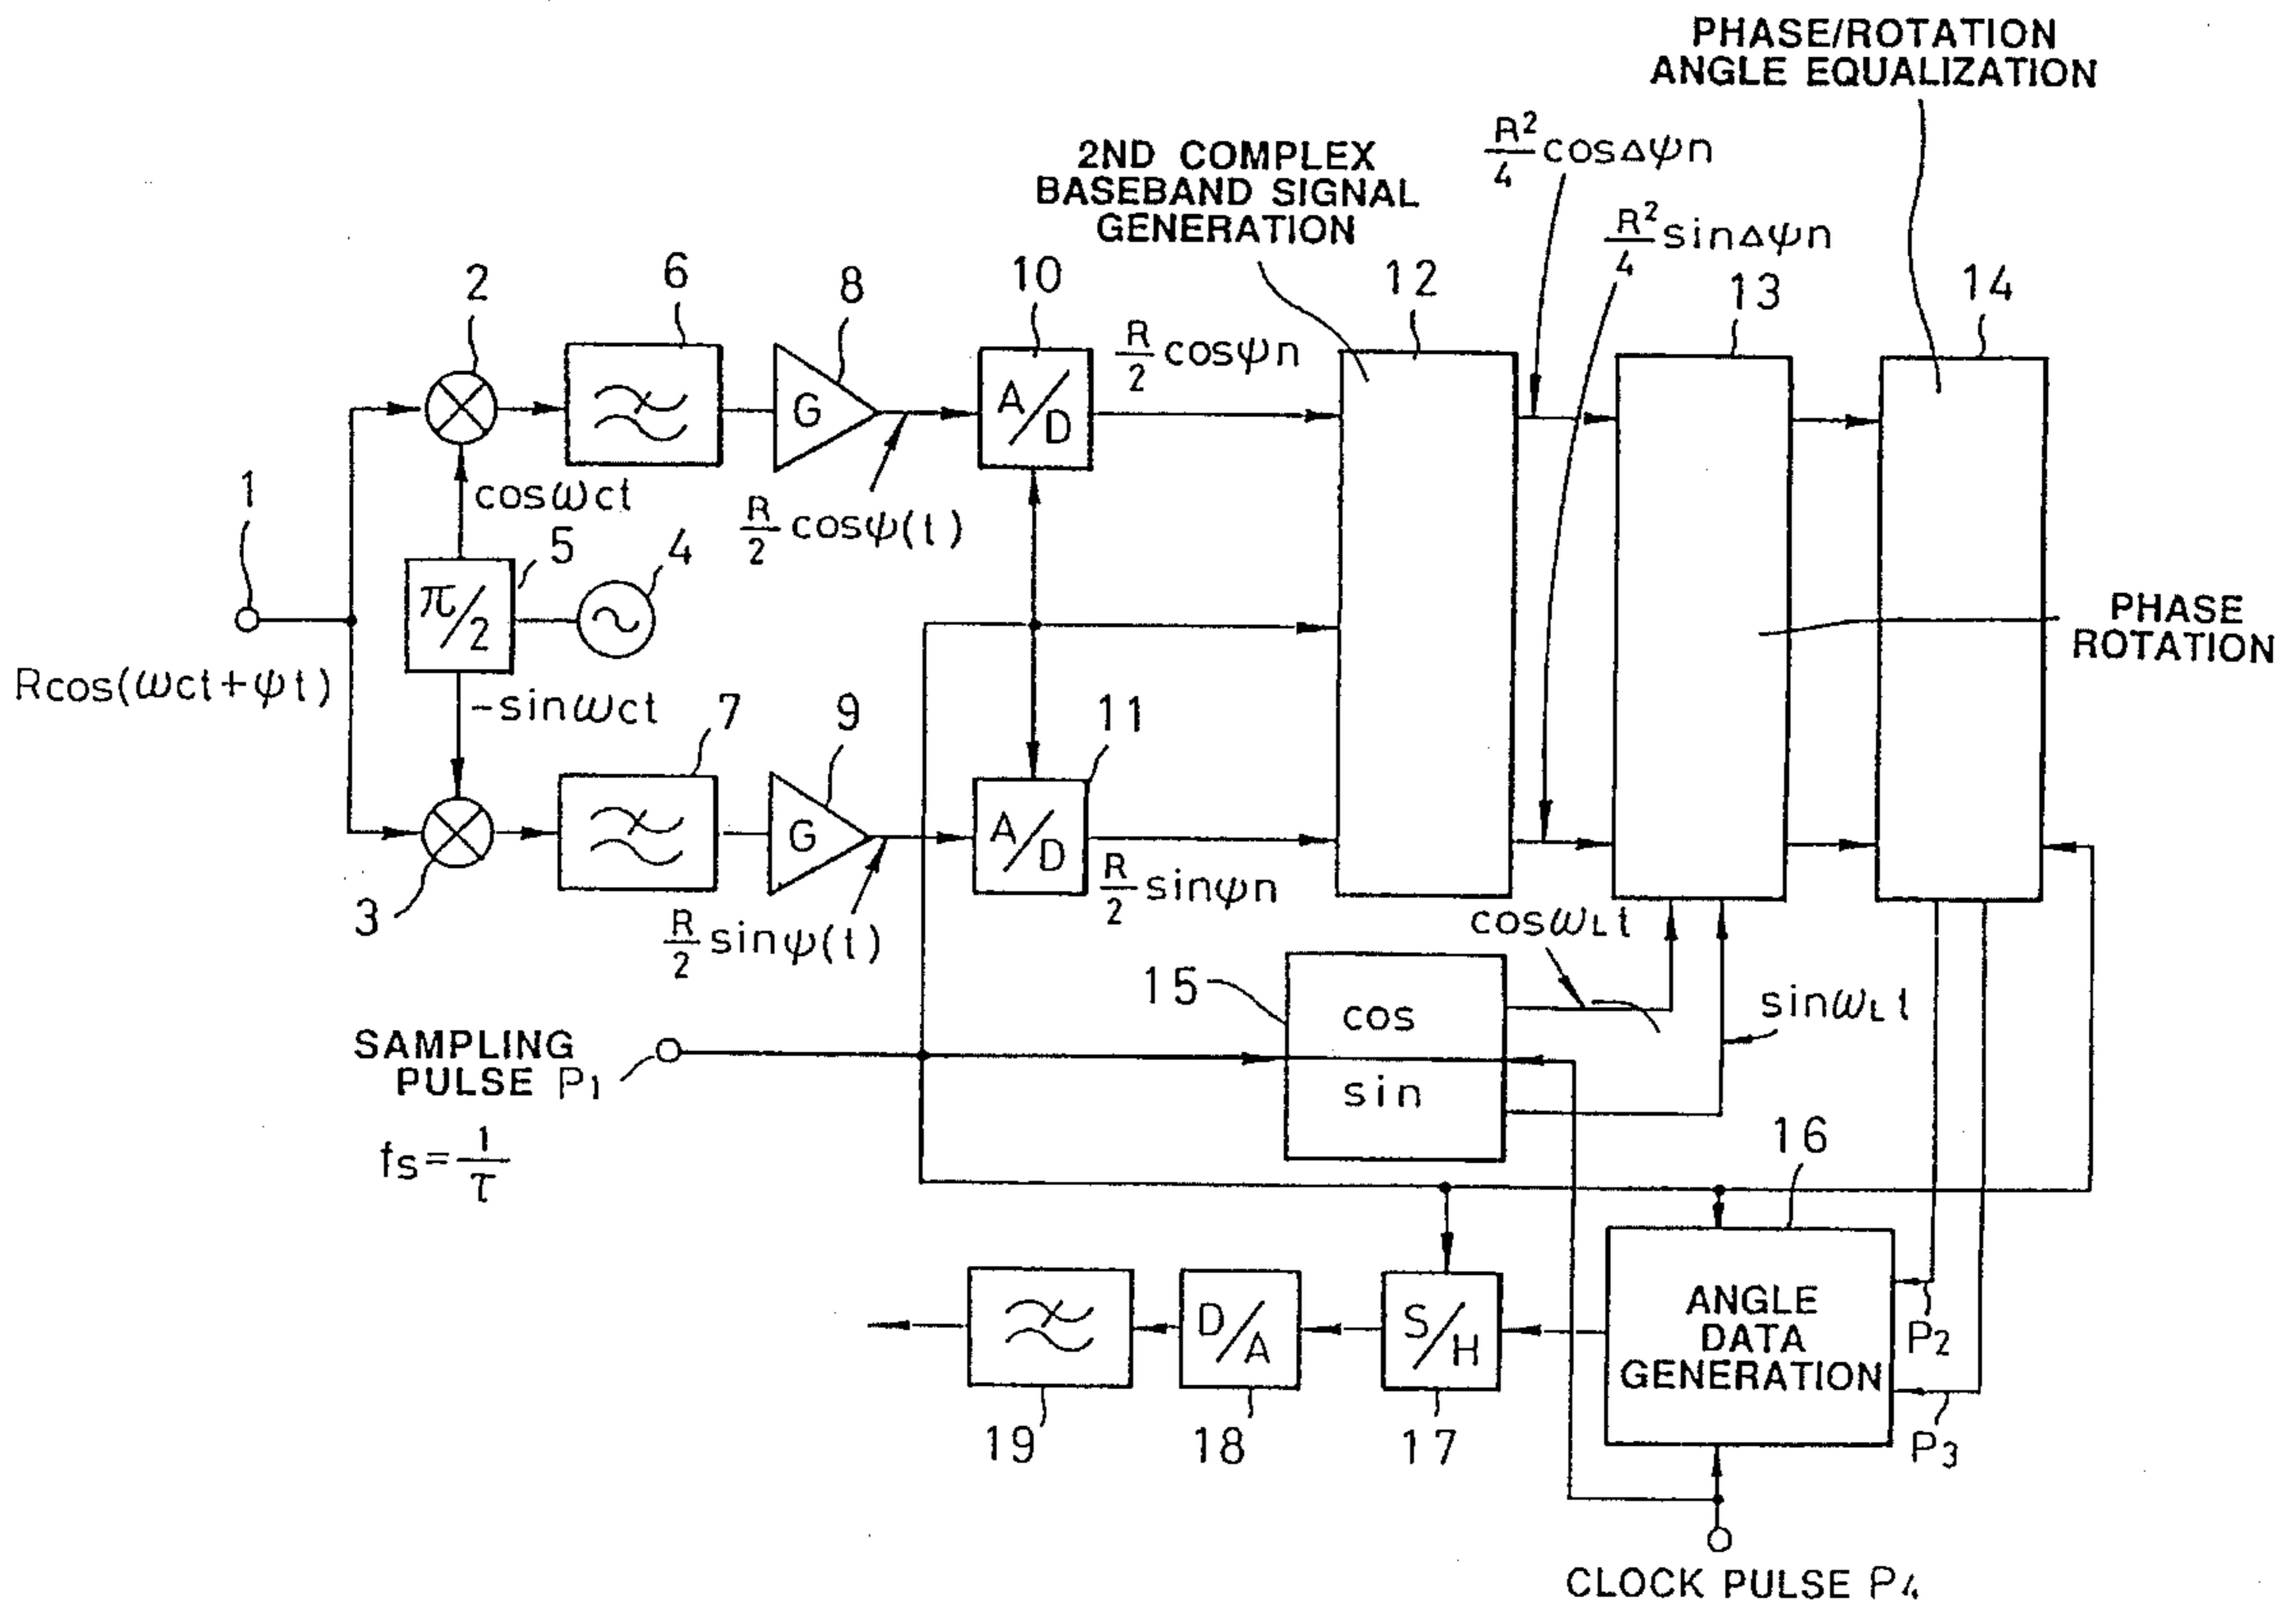 PHASE/ROTATION
ANGLE EQUALIZATION
2ND COMPLEX
BASEBAND SIGNAL
GENERATION
R²/4 cosΔψn
R²/4 sinΔψn
2
6
8
10
12
13
14
R/2 cosψn
G
A/D
cosωct
R/2 cosψ(t)
1
5
4
π/2
PHASE
ROTATION
Rcos(ωct+ψt)
-sinωct
7
9
11
G
A/D
R/2 sinψn
3
R/2 sinψ(t)
cosωLt
15
cos
sin
sinωLt
SAMPLING
PULSE P1
fs=1/τ
16
ANGLE
DATA
GENERATION
P2
P3
S/H
D/A
19
18
17
CLOCK PULSE P4